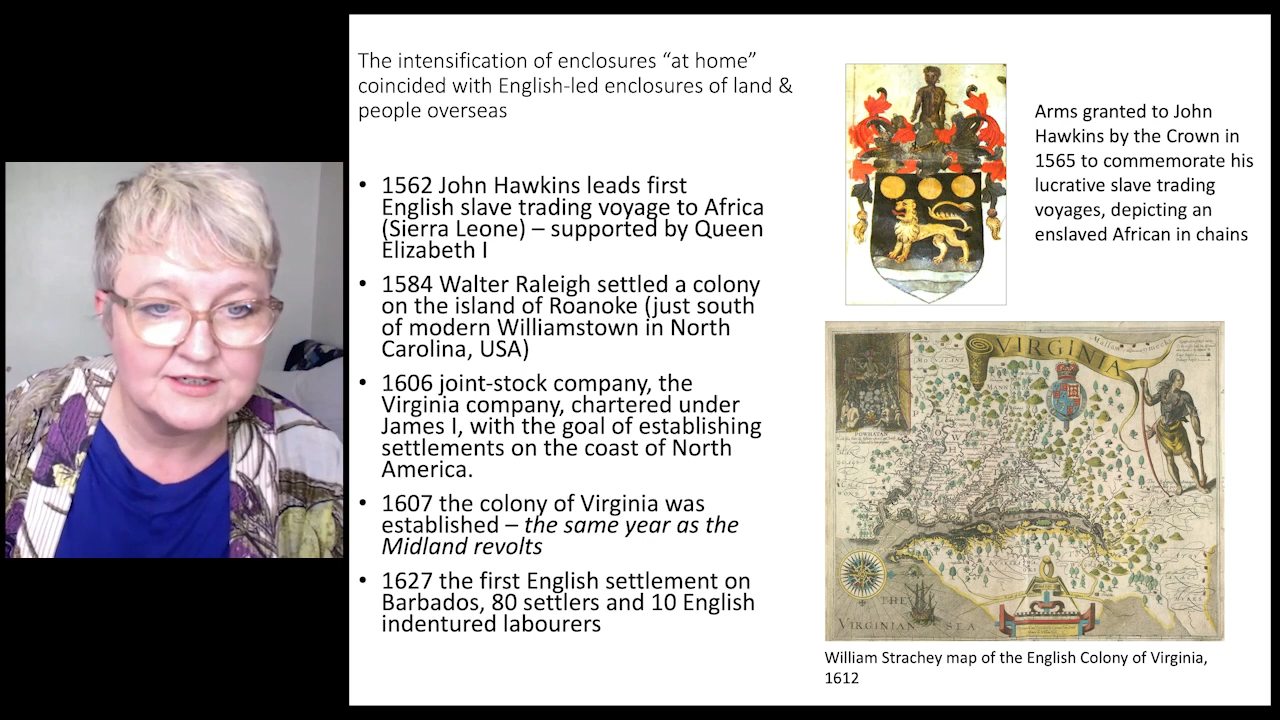 The intensification of enclosures “at home”
coincided with English-led enclosures of land &
people overseas
• 1562 John Hawkins leads first
English slave trading voyage to Africa
(Sierra Leone) – supported by Queen
Elizabeth I
• 1584 Walter Raleigh settled a colony
on the island of Roanoke (just south
of modern Williamstown in North
Carolina, USA)
• 1606 joint-stock company, the
Virginia company, chartered under
James I, with the goal of establishing
settlements on the coast of North
America.
• 1607 the colony of Virginia was
established – the same year as the
Midland revolts
• 1627 the first English settlement on
Barbados, 80 settlers and 10 English
indentured labourers
Arms granted to John
Hawkins by the Crown in
1565 to commemorate his
lucrative slave trading
voyages, depicting an
enslaved African in chains
VIRGINIA
POWHATAN
THE
VIRGINIAN SEA
William Strachey map of the English Colony of Virginia,
1612